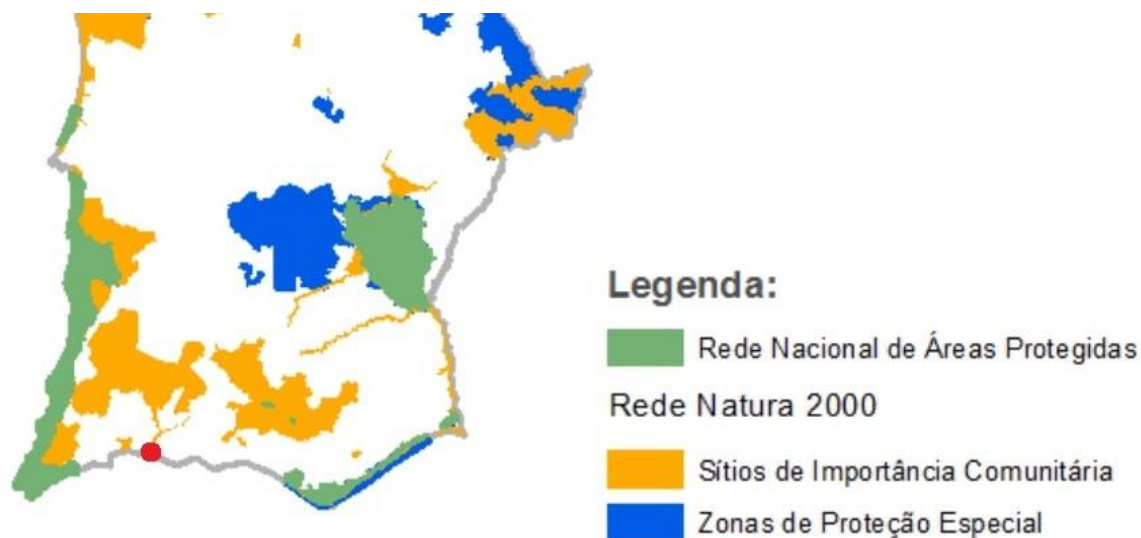 Legenda:
Rede Nacional de Áreas Protegidas
Rede Natura 2000
Sítios de Importância Comunitária
Zonas de Proteção Especial